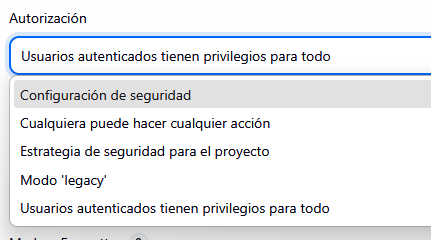 Autorización
Usuarios autenticados tienen privilegios para todo
Configuración de seguridad
Cualquiera puede hacer cualquier acción
Estrategia de seguridad para el proyecto
Modo 'legacy'
Usuarios autenticados tienen privilegios para todo